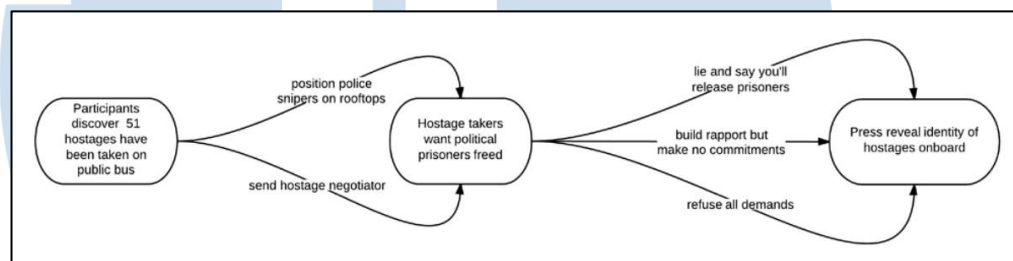 Participants
discover 51
hostages have
been taken on
public bus
position police
snipers on rooftops
send hostage negotiator
Hostage takers
want political
prisoners freed
lie and say you'll
release prisoners
build rapport but
make no commitments
refuse all demands
Press reveal identity of
hostages onboard